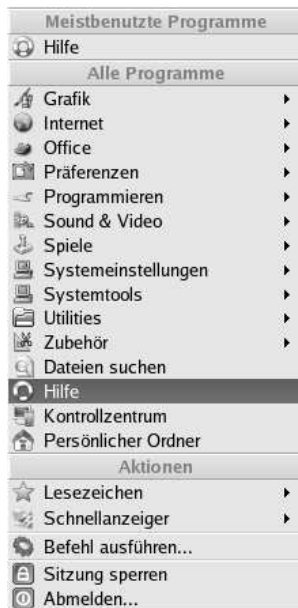 Meistbenutzte Programme
Hilfe
Alle Programme
Grafik
Internet
Office
Präferenzen
Programmieren
Sound & Video
Spiele
Systemeinstellungen
Systemtools
Utilities
Zubehör
Dateien suchen
Hilfe
Kontrollzentrum
Persönlicher Ordner
Aktionen
Lesezeichen
Schnellanzeiger
Befehl ausführen...
Sitzung sperren
Abmelden...